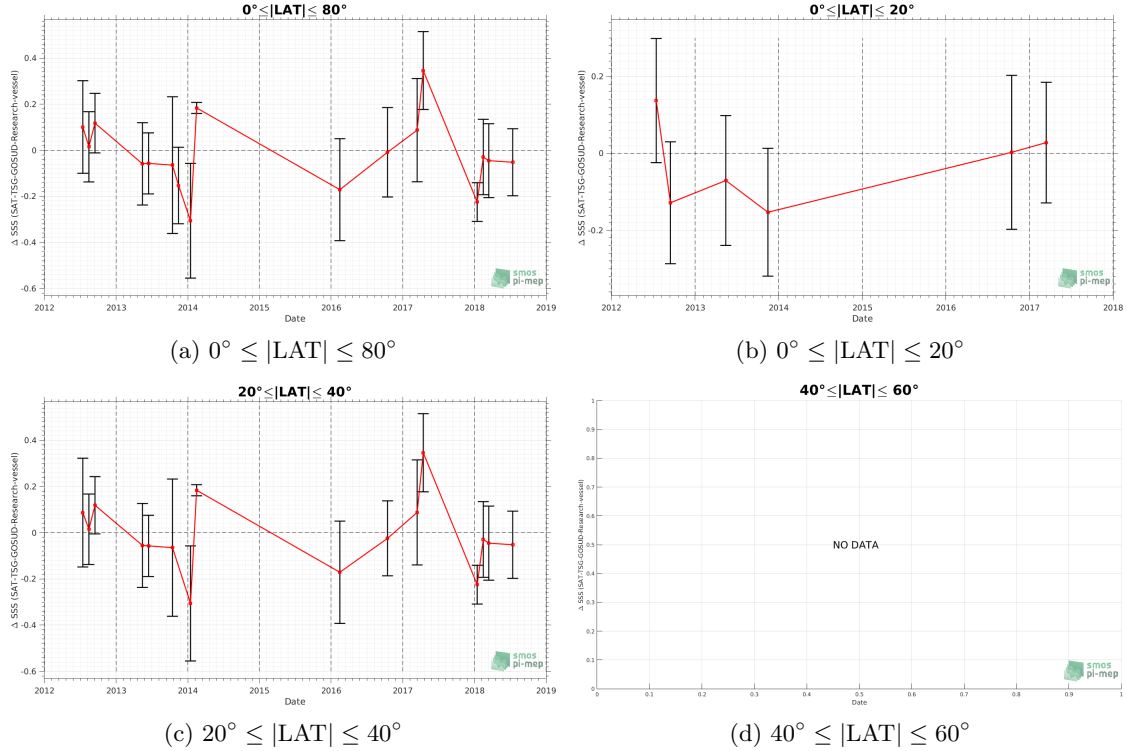 0°≤|LAT|≤ 80°
Δ SSS (SAT-TSG-GOSUD-Research-vessel)
0.4
0.2
0
-0.2
-0.4
-0.6
2012 2013 2014 2015 2016 2017 2018 2019
Date
smos
pi-mep
(a) 0° ≤ |LAT| ≤ 80°
0°≤|LAT|≤ 20°
Δ SSS (SAT-TSG-GOSUD-Research-vessel)
0.2
0
-0.2
2012 2013 2014 2015 2016 2017 2018
Date
smos
pi-mep
(b) 0° ≤ |LAT| ≤ 20°
20°≤|LAT|≤ 40°
Δ SSS (SAT-TSG-GOSUD-Research-vessel)
0.4
0.2
0
-0.2
-0.4
-0.6
2012 2013 2014 2015 2016 2017 2018 2019
Date
smos
pi-mep
(c) 20° ≤ |LAT| ≤ 40°
40°≤|LAT|≤ 60°
Δ SSS (SAT-TSG-GOSUD-Research-vessel)
1
0.9
0.8
0.7
0.6
0.5
0.4
0.3
0.2
0.1
0
NO DATA
0 0.1 0.2 0.3 0.4 0.5 0.6 0.7 0.8 0.9 1
Date
smos
pi-mep
(d) 40° ≤ |LAT| ≤ 60°